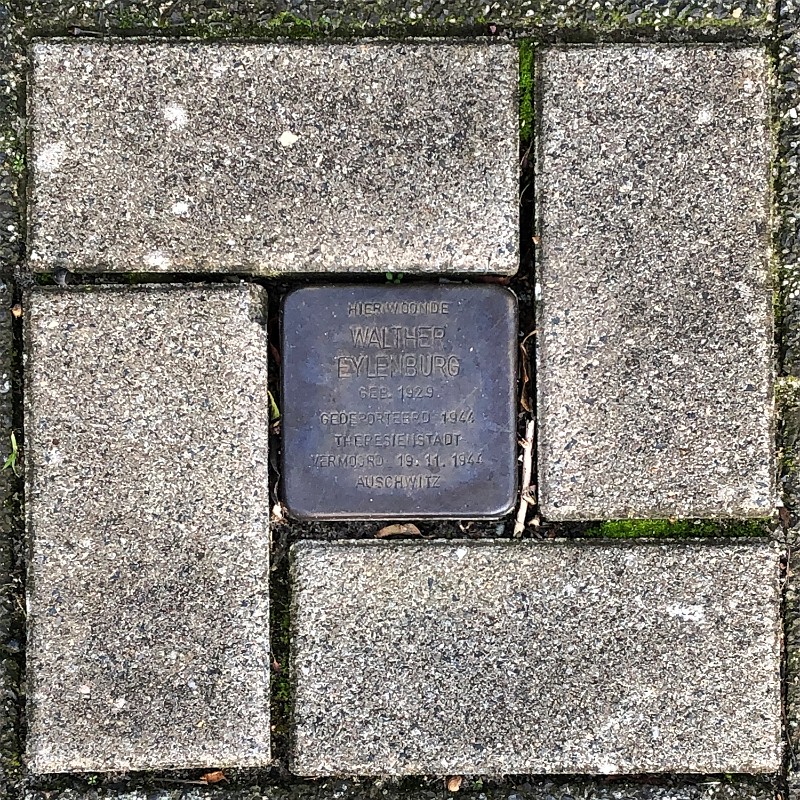 HIER WOONDE
WALTHER
EYLENBURG
GEB. 1929
GEDEPORTEERD 1944
THERESIENSTADT
VERMOORD 19.11.1944
AUSCHWITZ